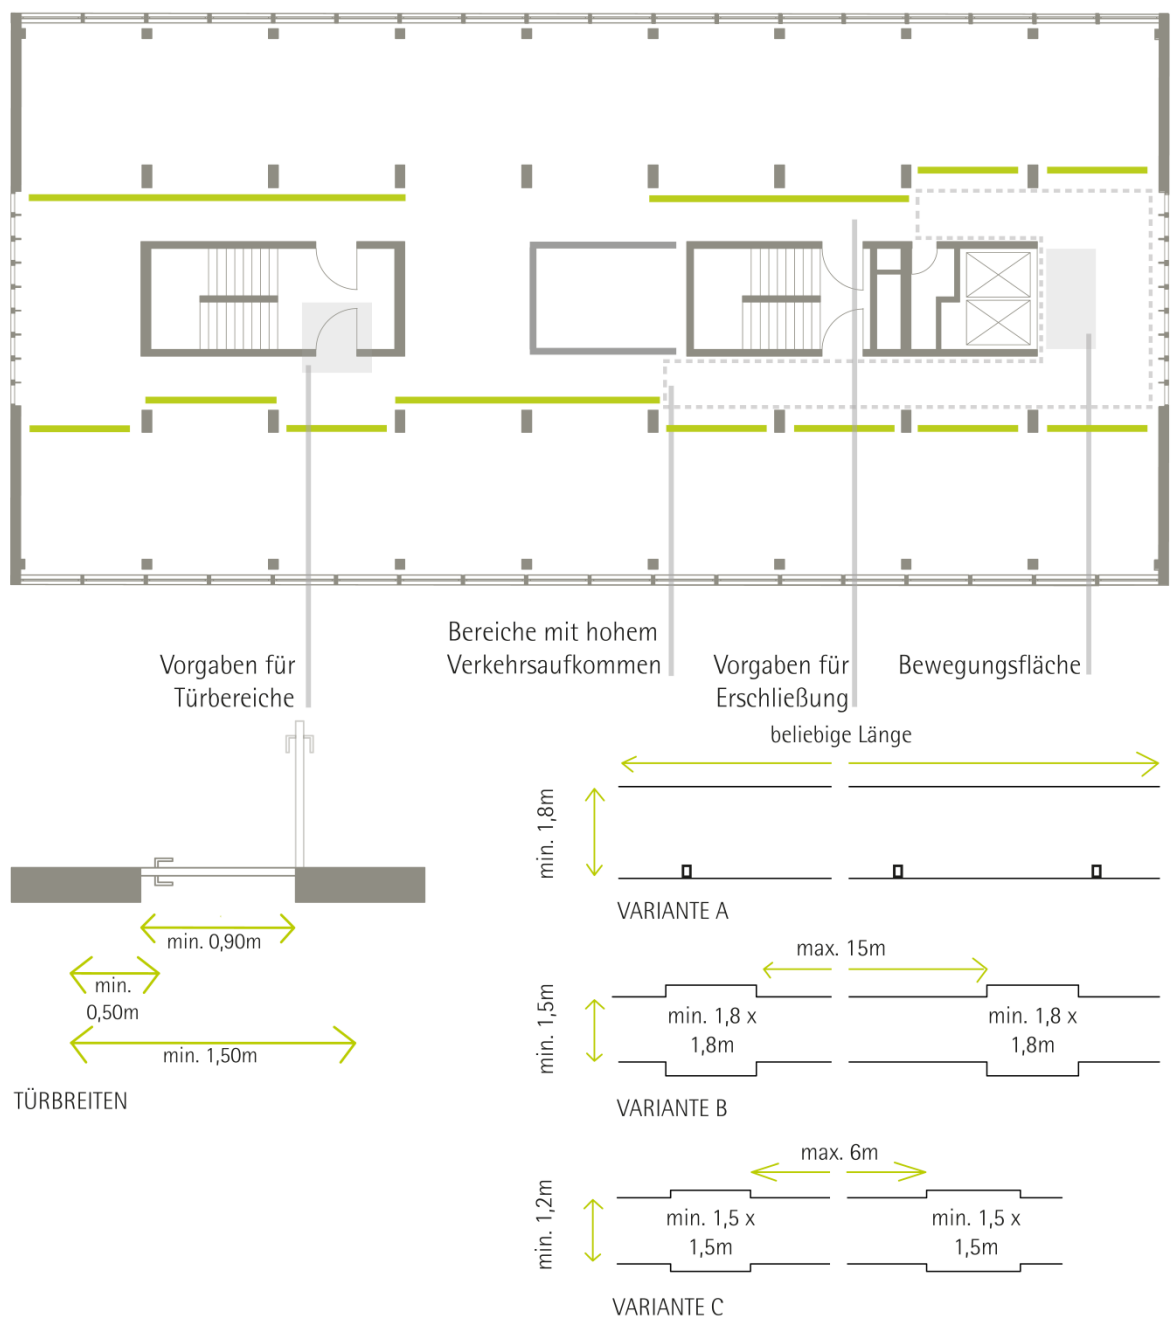 Bereiche mit hohem
Verkehrsaufkommen
Vorgaben für
Türbereiche
Vorgaben für
Erschließung
Bewegungsfläche
beliebige Länge
min. 1,8m
VARIANTE A
min. 0,90m
min.
0,50m
min. 1,50m
TÜRBREITEN
max. 15m
min. 1,5m
min. 1,8 x
1,8m
min. 1,8 x
1,8m
VARIANTE B
max. 6m
min. 1,2m
min. 1,5 x
1,5m
min. 1,5 x
1,5m
VARIANTE C